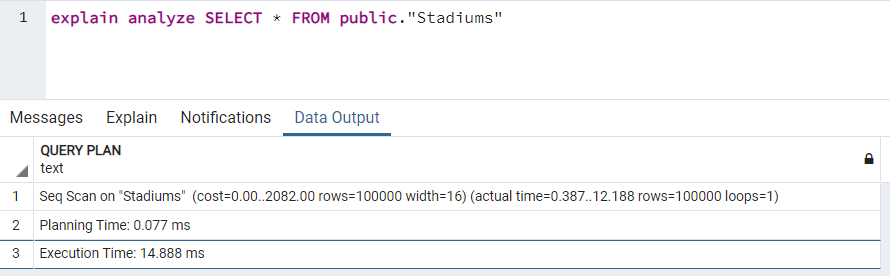 1 explain analyze SELECT * FROM public."Stadiums"
Messages Explain Notifications Data Output
QUERY PLAN
text
1 Seq Scan on "Stadiums" (cost=0.00..2082.00 rows=100000 width=16) (actual time=0.387..12.188 rows=100000 loops=1)
2 Planning Time: 0.077 ms
3 Execution Time: 14.888 ms